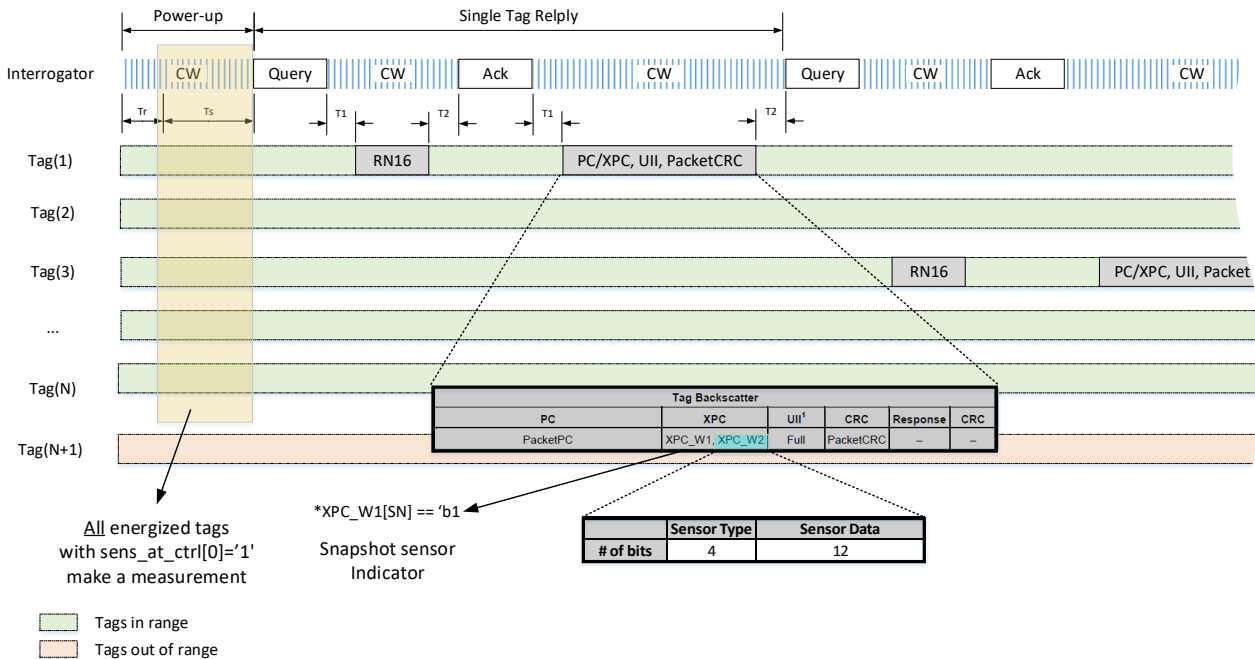 Power-up
Single Tag Relply
Interrogator
CW
Query
CW
Ack
CW
Query
CW
Ack
CW
Tr
Ts
T1
T2
T1
T2
Tag(1)
RN16
PC/XPC, UII, PacketCRC
Tag(2)
Tag(3)
RN16
PC/XPC, UII, Packet
...
Tag(N)
Tag Backscatter
PC XPC UII¹ CRC Response CRC
PacketPC XPC_W1, XPC_W2 Full PacketCRC – –
Tag(N+1)
*XPC_W1[SN] == ‘b1
Snapshot sensor
Indicator
Sensor Type Sensor Data
# of bits 4 12
All energized tags
with sens_at_ctrl[0]='1'
make a measurement
Tags in range
Tags out of range